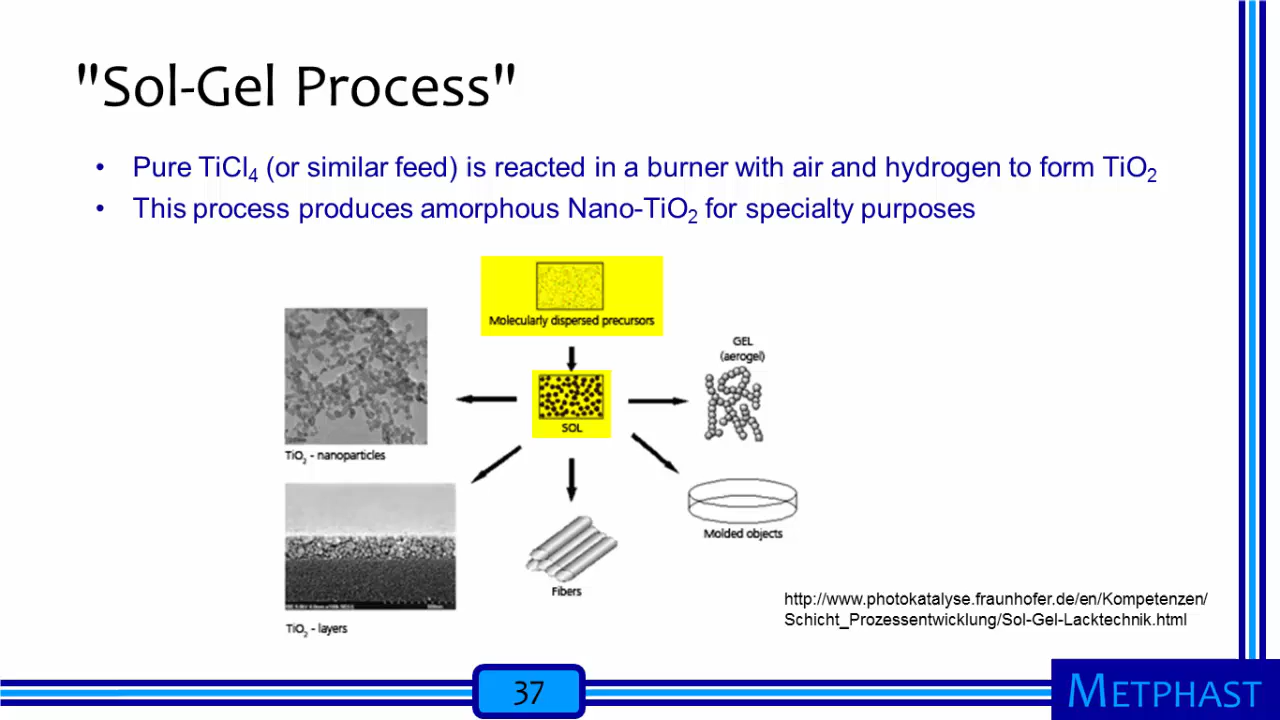 "Sol-Gel Process"
• Pure TiCl₄ (or similar feed) is reacted in a burner with air and hydrogen to form TiO₂
• This process produces amorphous Nano-TiO₂ for specialty purposes
Molecularly dispersed precursors
GEL
(aerogel)
SOL
TiO₂ - nanoparticles
Molded objects
Fibers
TiO₂ - layers
http://www.photokatalyse.fraunhofer.de/en/Kompetenzen/
Schicht_Prozessentwicklung/Sol-Gel-Lacktechnik.html
37
METPHAST